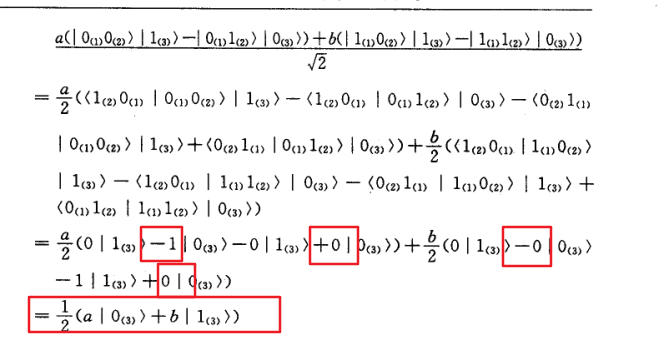 a(| 0₍₁₎0₍₂₎⟩ | 1₍₃₎⟩−| 0₍₁₎1₍₂₎⟩ | 0₍₃₎⟩)+b(| 1₍₁₎0₍₂₎⟩ | 1₍₃₎⟩−| 1₍₁₎1₍₂₎⟩ | 0₍₃₎⟩)
√2
= a/2(⟨1₍₂₎0₍₁₎ | 0₍₁₎0₍₂₎⟩ | 1₍₃₎⟩ − ⟨1₍₂₎0₍₁₎ | 0₍₁₎1₍₂₎⟩ | 0₍₃₎⟩ − ⟨0₍₂₎1₍₁₎
| 0₍₁₎0₍₂₎⟩ | 1₍₃₎⟩+⟨0₍₂₎1₍₁₎ | 0₍₁₎1₍₂₎⟩ | 0₍₃₎⟩)+b/2(⟨1₍₂₎0₍₁₎ | 1₍₁₎0₍₂₎⟩
| 1₍₃₎⟩ − ⟨1₍₂₎0₍₁₎ | 1₍₁₎1₍₂₎⟩ | 0₍₃₎⟩ − ⟨0₍₂₎1₍₁₎ | 1₍₁₎0₍₂₎⟩ | 1₍₃₎⟩ +
⟨0₍₁₎1₍₂₎ | 1₍₁₎1₍₂₎⟩ | 0₍₃₎⟩)
= a/2(0 | 1₍₃₎⟩−1 | 0₍₃₎⟩−0 | 1₍₃₎⟩+0 | 0₍₃₎⟩)+b/2(0 | 1₍₃₎⟩−0 | 0₍₃₎⟩
−1 | 1₍₃₎⟩+0 | 0₍₃₎⟩)
= 1/2(a | 0₍₃₎⟩+b | 1₍₃₎⟩)